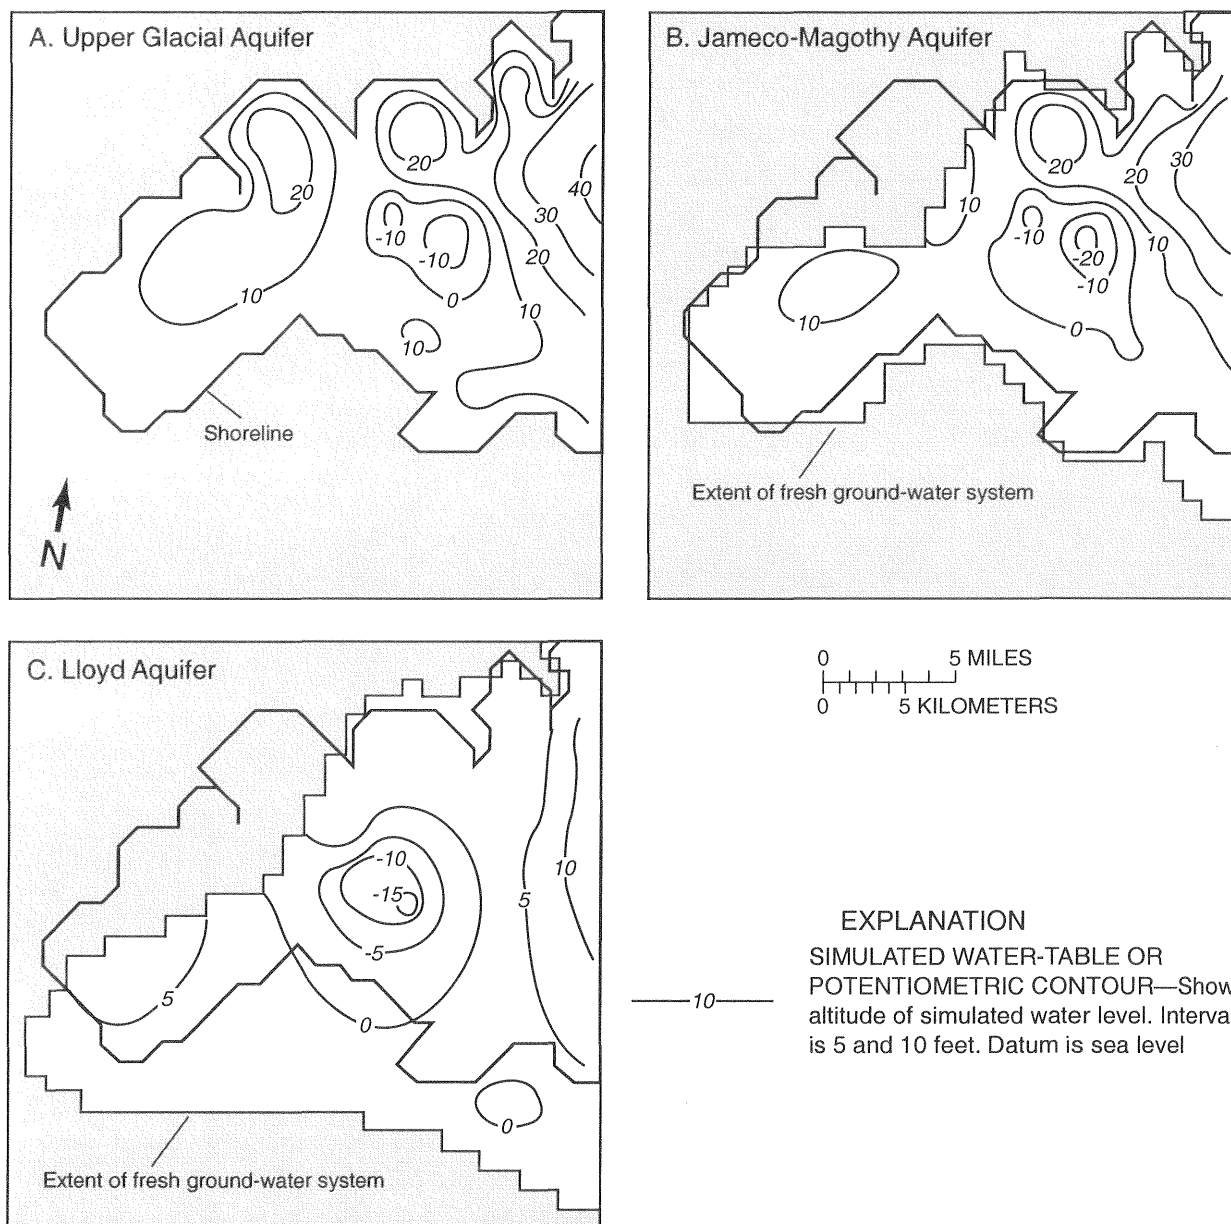 A. Upper Glacial Aquifer
20
20
40
-10
30
-10
20
10
0
10
10
Shoreline
N
B. Jameco-Magothy Aquifer
20
30
20
10
-10
10
-20
-10
10
0
Extent of fresh ground-water system
C. Lloyd Aquifer
-10
10
-15
5
-5
5
0
0
Extent of fresh ground-water system
0 5 MILES
0 5 KILOMETERS
EXPLANATION
SIMULATED WATER-TABLE OR
10 POTENTIOMETRIC CONTOUR—Show
altitude of simulated water level. Interva
is 5 and 10 feet. Datum is sea level